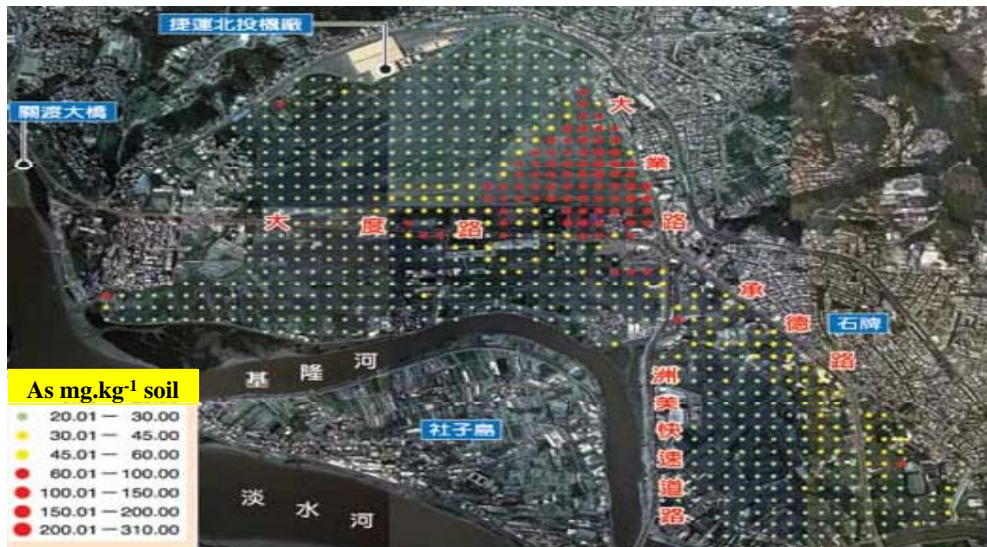 捷運北投機廠
關渡大橋
大業路
大度路
承德路
石牌
洲美快速道路
基隆河
社子島
淡水河
As mg.kg-1 soil
20.01 — 30.00
30.01 — 45.00
45.01 — 60.00
60.01 — 100.00
100.01 — 150.00
150.01 — 200.00
200.01 — 310.00